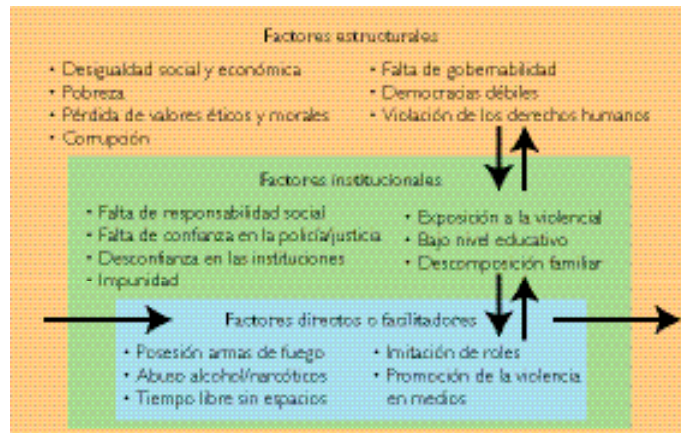 Factores estructurales
• Desigualdad social y económica
• Pobreza
• Pérdida de valores éticos y morales
• Corrupción
• Falta de gobernabilidad
• Democracias débiles
• Violación de los derechos humanos
Factores institucionales
• Falta de responsabilidad social
• Falta de confianza en la policía/justicia
• Desconfianza en las instituciones
• Impunidad
• Exposición a la violencial
• Bajo nivel educativo
• Descomposición familiar
Factores directos o facilitadores
• Posesión armas de fuego
• Abuso alcohol/narcóticos
• Tiempo libre sin espacios
• Imitación de roles
• Promoción de la violencia
en medios